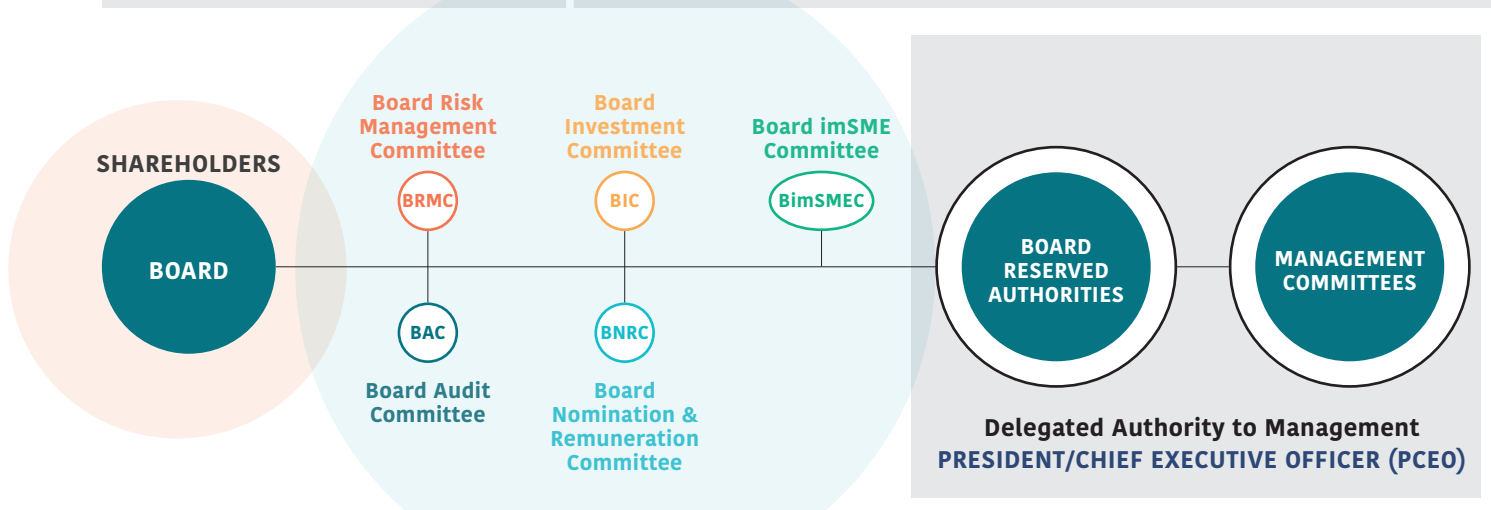 SHAREHOLDERS
BOARD
Board Risk
Management
Committee
BRMC
Board
Investment
Committee
BIC
Board imSME
Committee
BimSMEC
BAC
Board Audit
Committee
BNRC
Board
Nomination &
Remuneration
Committee
BOARD
RESERVED
AUTHORITIES
MANAGEMENT
COMMITTEES
Delegated Authority to Management
PRESIDENT/CHIEF EXECUTIVE OFFICER (PCEO)